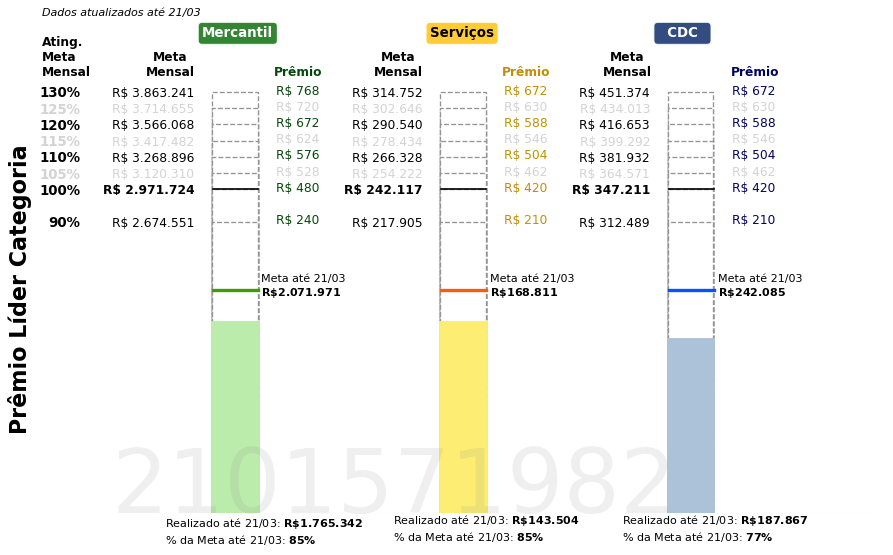 Dados atualizados até 21/03
Mercantil Serviços CDC
Ating. Meta Mensal Meta Mensal Prêmio Meta Mensal Prêmio Meta Mensal Prêmio
130% R$ 3.863.241 R$ 768 R$ 314.752 R$ 672 R$ 451.374 R$ 672
125% R$ 3.714.655 R$ 720 R$ 302.646 R$ 630 R$ 434.013 R$ 630
120% R$ 3.566.068 R$ 672 R$ 290.540 R$ 588 R$ 416.653 R$ 588
115% R$ 3.417.482 R$ 624 R$ 278.434 R$ 546 R$ 399.292 R$ 546
110% R$ 3.268.896 R$ 576 R$ 266.328 R$ 504 R$ 381.932 R$ 504
105% R$ 3.120.310 R$ 528 R$ 254.222 R$ 462 R$ 364.571 R$ 462
100% R$ 2.971.724 R$ 480 R$ 242.117 R$ 420 R$ 347.211 R$ 420
90% R$ 2.674.551 R$ 240 R$ 217.905 R$ 210 R$ 312.489 R$ 210
Meta até 21/03 Meta até 21/03 Meta até 21/03
R$2.071.971 R$168.811 R$242.085
Prêmio Líder Categoria
2101571982
Realizado até 21/03: R$1.765.342 Realizado até 21/03: R$143.504 Realizado até 21/03: R$187.867
% da Meta até 21/03: 85% % da Meta até 21/03: 85% % da Meta até 21/03: 77%